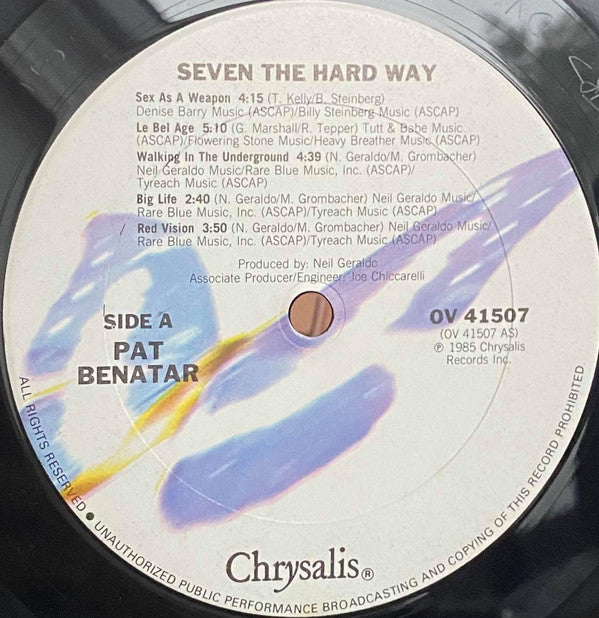 SEVEN THE HARD WAY
Sex As A Weapon 4:15 (T. Kelly/B. Steinberg)
Denise Barry Music (ASCAP)/Billy Steinberg Music (ASCAP)
Le Bel Age 5:10 (G. Marshall/R. Tepper) Tutt & Babe Music
(ASCAP)/Flowering Stone Music/Heavy Breather Music (ASCAP)
Walking In The Underground 4:39 (N. Geraldo/M. Grombacher)
Neil Geraldo Music/Rare Blue Music, Inc. (ASCAP)/
Tyreach Music (ASCAP)
Big Life 2:40 (N. Geraldo/M. Grombacher) Neil Geraldo Music/
Rare Blue Music, Inc. (ASCAP)/Tyreach Music (ASCAP)
Red Vision 3:50 (N. Geraldo/M. Grombacher) Neil Geraldo Music/
Rare Blue Music, Inc. (ASCAP)/Tyreach Music (ASCAP)
Produced by: Neil Geraldo
Associate Producer/Engineer: Joe Chiccarelli
SIDE A
PAT
BENATAR
OV 41507
(OV 41507 AS)
℗ 1985 Chrysalis
Records Inc.
Chrysalis®
ALL RIGHTS RESERVED • UNAUTHORIZED PUBLIC PERFORMANCE BROADCASTING AND COPYING OF THIS RECORD PROHIBITED